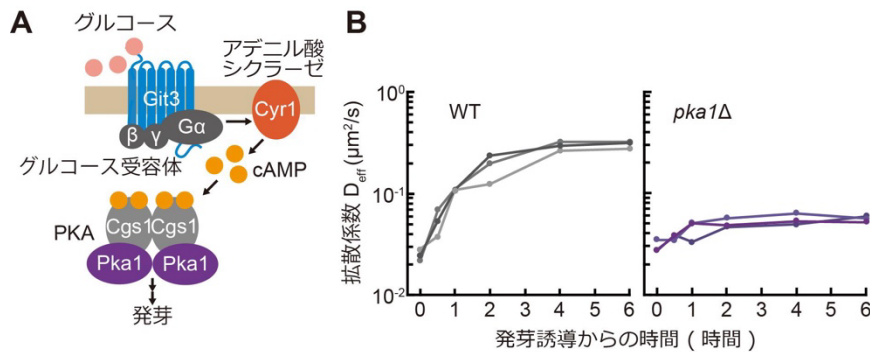 A
グルコース
アデニル酸
シクラーゼ
Git3
Cyr1
β
γ
Gα
グルコース受容体
cAMP
PKA
Cgs1
Cgs1
Pka1
Pka1
発芽
B
拡散係数 Deff (μm²/s)
10⁰
10⁻¹
10⁻²
WT
pka1Δ
0 1 2 3 4 5 6
0 1 2 3 4 5 6
発芽誘導からの時間 ( 時間 )